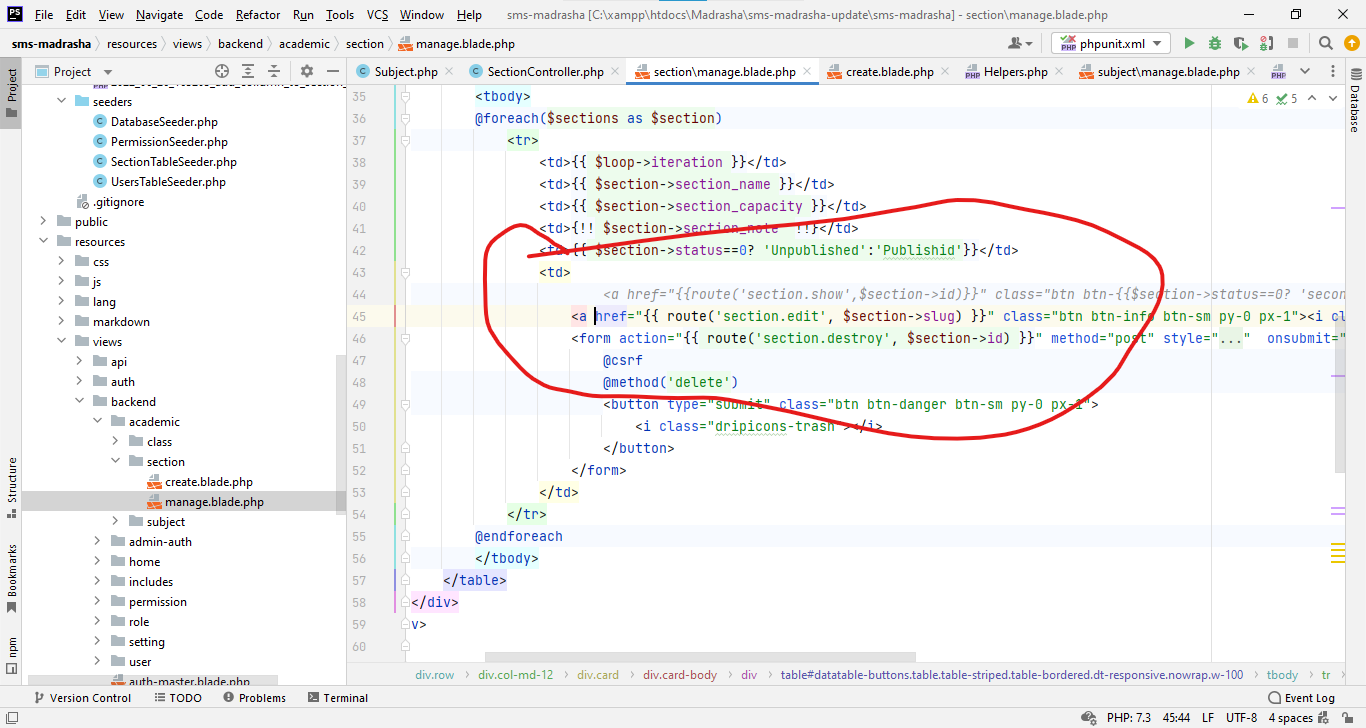 File Edit View Navigate Code Refactor Run Tools VCS Window Help sms-madrasha [C:\xampp\htdocs\Madrasha\sms-madrasha-update\sms-madrasha] - section\manage.blade.php
sms-madrasha resources views backend academic section manage.blade.php phpunit.xml
Project Subject.php SectionController.php section\manage.blade.php create.blade.php Helpers.php subject\manage.blade.php
Project
Structure
Bookmarks
npm
Database
seeders
DatabaseSeeder.php
PermissionSeeder.php
SectionTableSeeder.php
UsersTableSeeder.php
.gitignore
public
resources
css
js
lang
markdown
views
api
auth
backend
academic
class
section
create.blade.php
manage.blade.php
subject
admin-auth
home
includes
permission
role
setting
user
auth-master.blade.php
6 5
35 <tbody>
36 @foreach($sections as $section)
37 <tr>
38 <td>{{ $loop->iteration }}</td>
39 <td>{{ $section->section_name }}</td>
40 <td>{{ $section->section_capacity }}</td>
41 <td>{!! $section->section_note !!}</td>
42 <td>{{ $section->status==0? 'Unpublished':'Publishid'}}</td>
43 <td>
44 <a href="{{route('section.show',$section->id)}}" class="btn btn-{{$section->status==0? 'secon
45 <a href="{{ route('section.edit', $section->slug) }}" class="btn btn-info btn-sm py-0 px-1"><i cl
46 <form action="{{ route('section.destroy', $section->id) }}" method="post" style="..." onsubmit="
47 @csrf
48 @method('delete')
49 <button type="submit" class="btn btn-danger btn-sm py-0 px-1">
50 <i class="dripicons-trash"></i>
51 </button>
52 </form>
53 </td>
54 </tr>
55 @endforeach
56 </tbody>
57 </table>
58 </div>
59 v>
60
div.row div.col-md-12 div.card div.card-body div table#datatable-buttons.table.table-striped.table-bordered.dt-responsive.nowrap.w-100 tbody tr
Version Control TODO Problems Terminal Event Log
PHP: 7.3 45:44 LF UTF-8 4 spaces